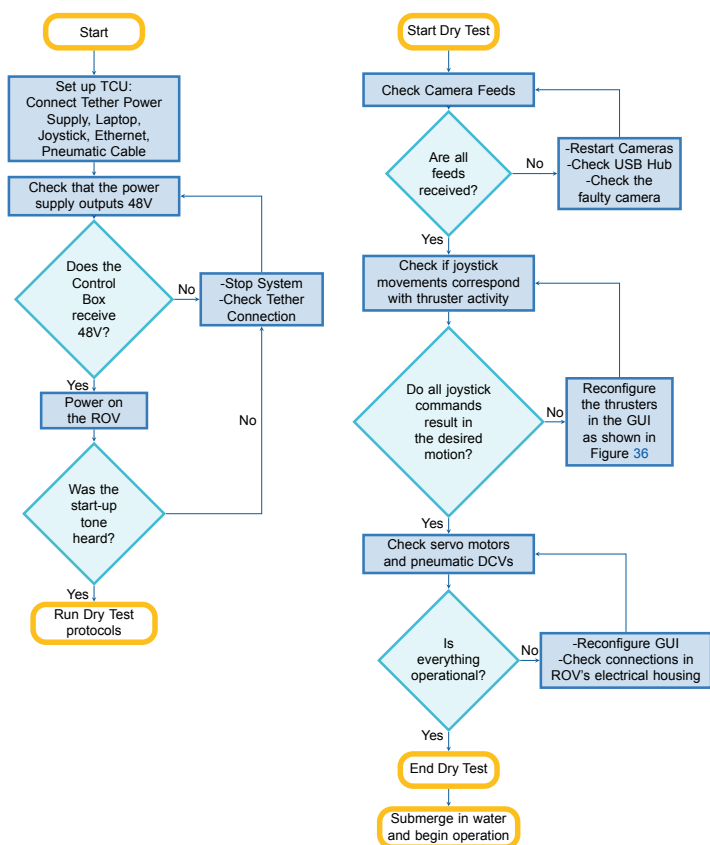 Start
Set up TCU:
Connect Tether Power
Supply, Laptop,
Joystick, Ethernet,
Pneumatic Cable
Check that the power
supply outputs 48V
Does the
Control
Box
receive
48V?
No
-Stop System
-Check Tether
Connection
Yes
Power on
the ROV
No
Was the
start-up
tone
heard?
Yes
Run Dry Test
protocols
Start Dry Test
Check Camera Feeds
Are all
feeds
received?
No
-Restart Cameras
-Check USB Hub
-Check the
faulty camera
Yes
Check if joystick
movements correspond
with thruster activity
Do all joystick
commands
result in
the desired
motion?
No
Reconfigure
the thrusters
in the GUI
as shown in
Figure 36
Yes
Check servo motors
and pneumatic DCVs
Is
everything
operational?
No
-Reconfigure GUI
-Check connections in
ROV's electrical housing
Yes
End Dry Test
Submerge in water
and begin operation